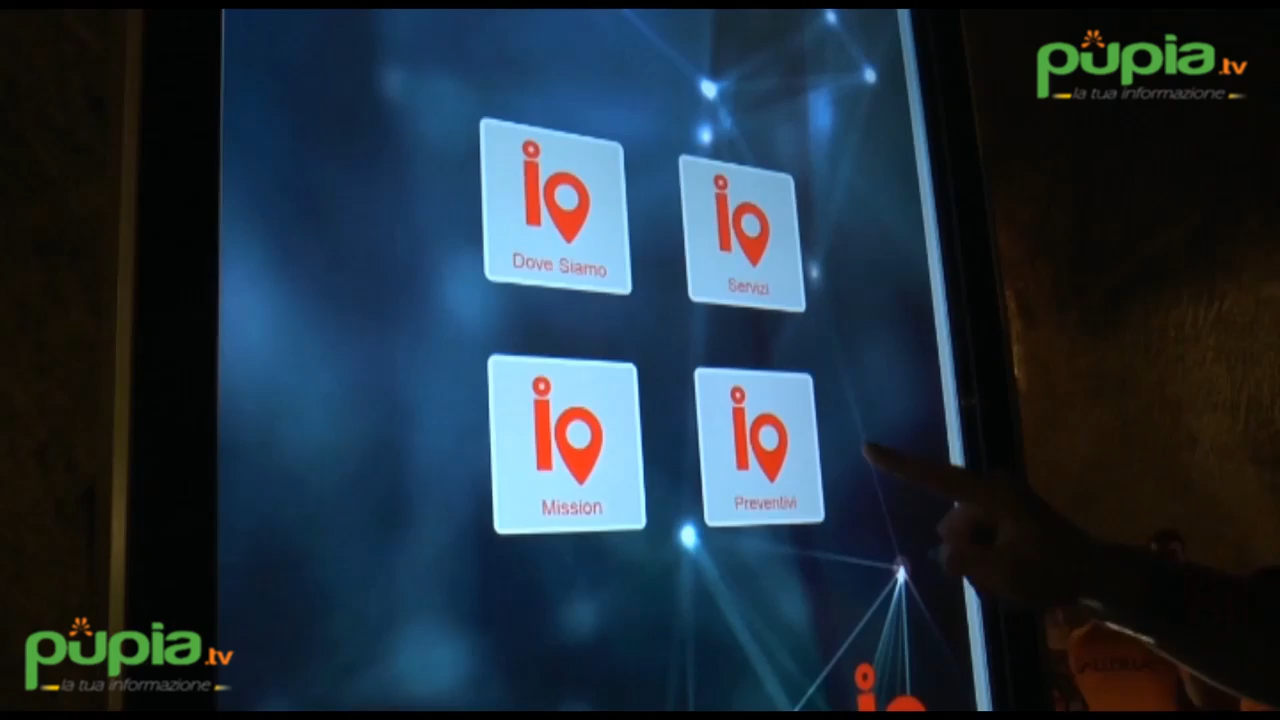 pupia.tv
la tua informazione
io
Dove Siamo
io
Servizi
io
Mission
io
Preventivi
pupia.tv
la tua informazione
io